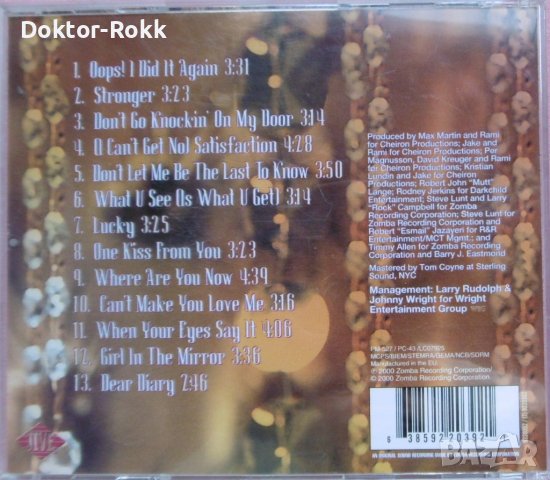 Doktor-Rokk
1. Oops! I Did It Again 3:31
2. Stronger 3:23
3. Don't Go Knockin' On My Door 3:14
4. (I Can't Get No) Satisfaction 4:28
5. Don't Let Me Be The Last To Know 3:50
6. What U See (Is What U Get) 3:14
7. Lucky 3:25
8. One Kiss From You 3:23
9. Where Are You Now 4:39
10. Can't Make You Love Me 3:16
11. When Your Eyes Say It 4:06
12. Girl In The Mirror 3:36
13. Dear Diary 2:46
Produced by Max Martin and Rami
for Cheiron Productions; Jake and
Rami for Cheiron Productions; Per
Magnusson, David Kreuger and Rami
for Cheiron Productions; Kristian
Lundin and Jake for Cheiron
Productions; Robert John "Mutt"
Lange; Rodney Jerkins for Darkchild
Entertainment; Steve Lunt and Larry
"Rock" Campbell for Zomba
Recording Corporation; Steve Lunt for
Zomba Recording Corporation and
Robert "Esmail" Jazayeri for R&R
Entertainment/MCT Mgmt.; and
Timmy Allen for Zomba Recording
Corporation and Barry J. Eastmond
Mastered by Tom Coyne at Sterling
Sound, NYC
Management: Larry Rudolph &
Johnny Wright for Wright
Entertainment Group
MCPS/BIEM/STEMRA/GEMA/NCB/SDRM
Manufactured in the EU
℗ 2000 Zomba Recording Corporation/
© 2000 Zomba Recording Corporation
JIVE
6 38592 20392
BAZAR